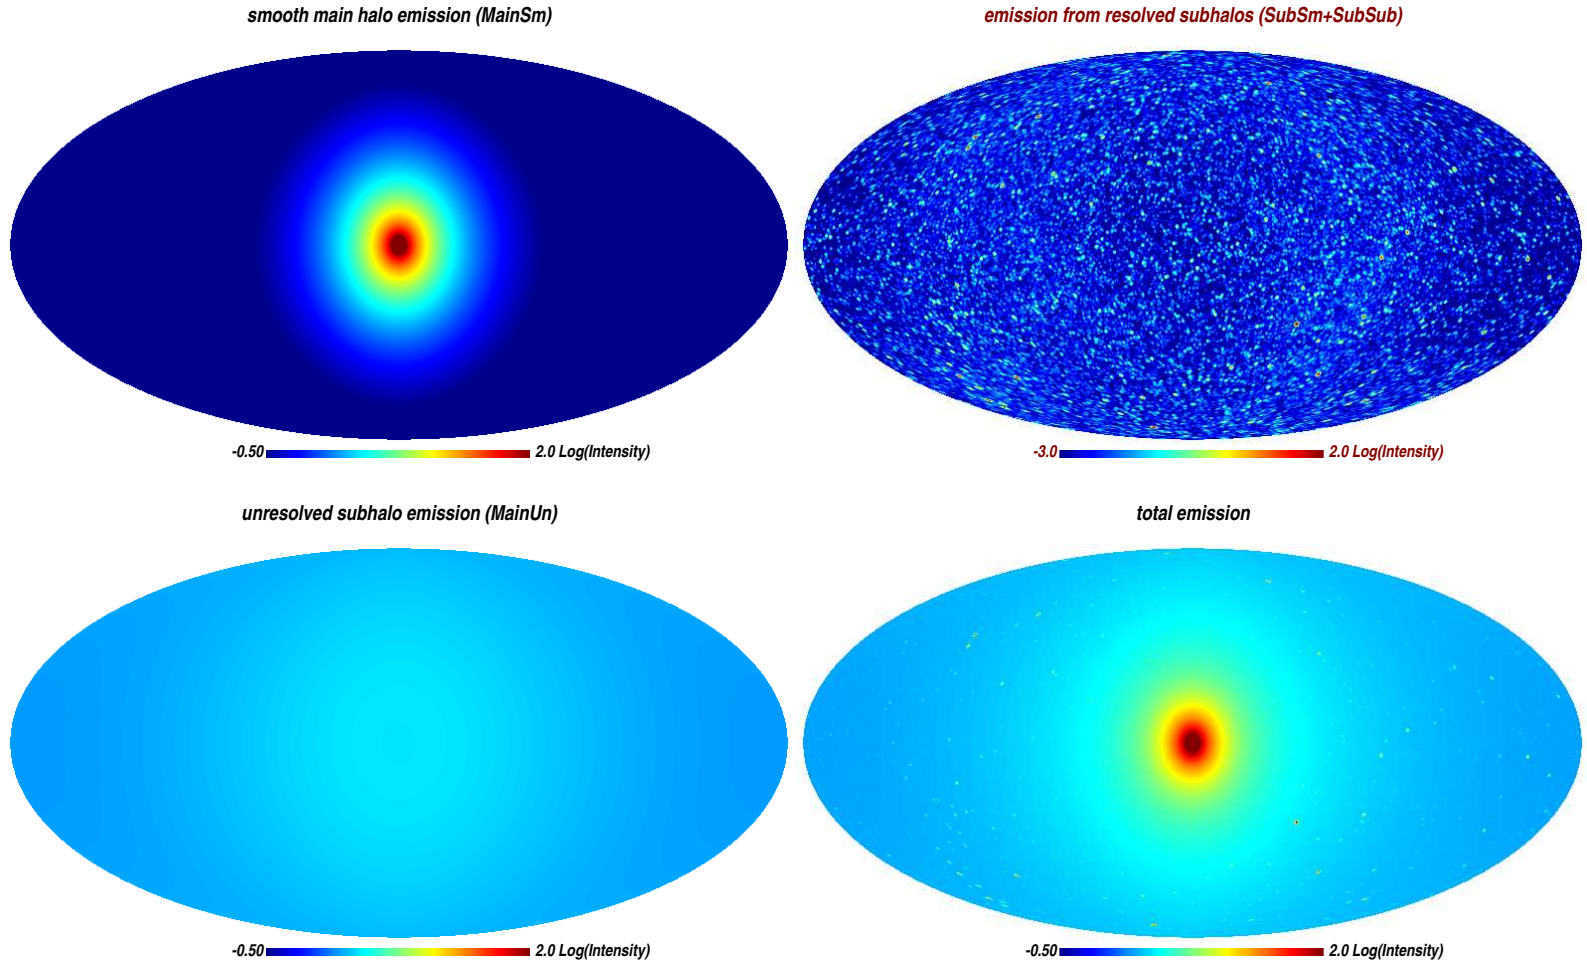 smooth main halo emission (MainSm)
emission from resolved subhalos (SubSm+SubSub)
-0.50 2.0 Log(Intensity)
-3.0 2.0 Log(Intensity)
unresolved subhalo emission (MainUn)
total emission
-0.50 2.0 Log(Intensity)
-0.50 2.0 Log(Intensity)